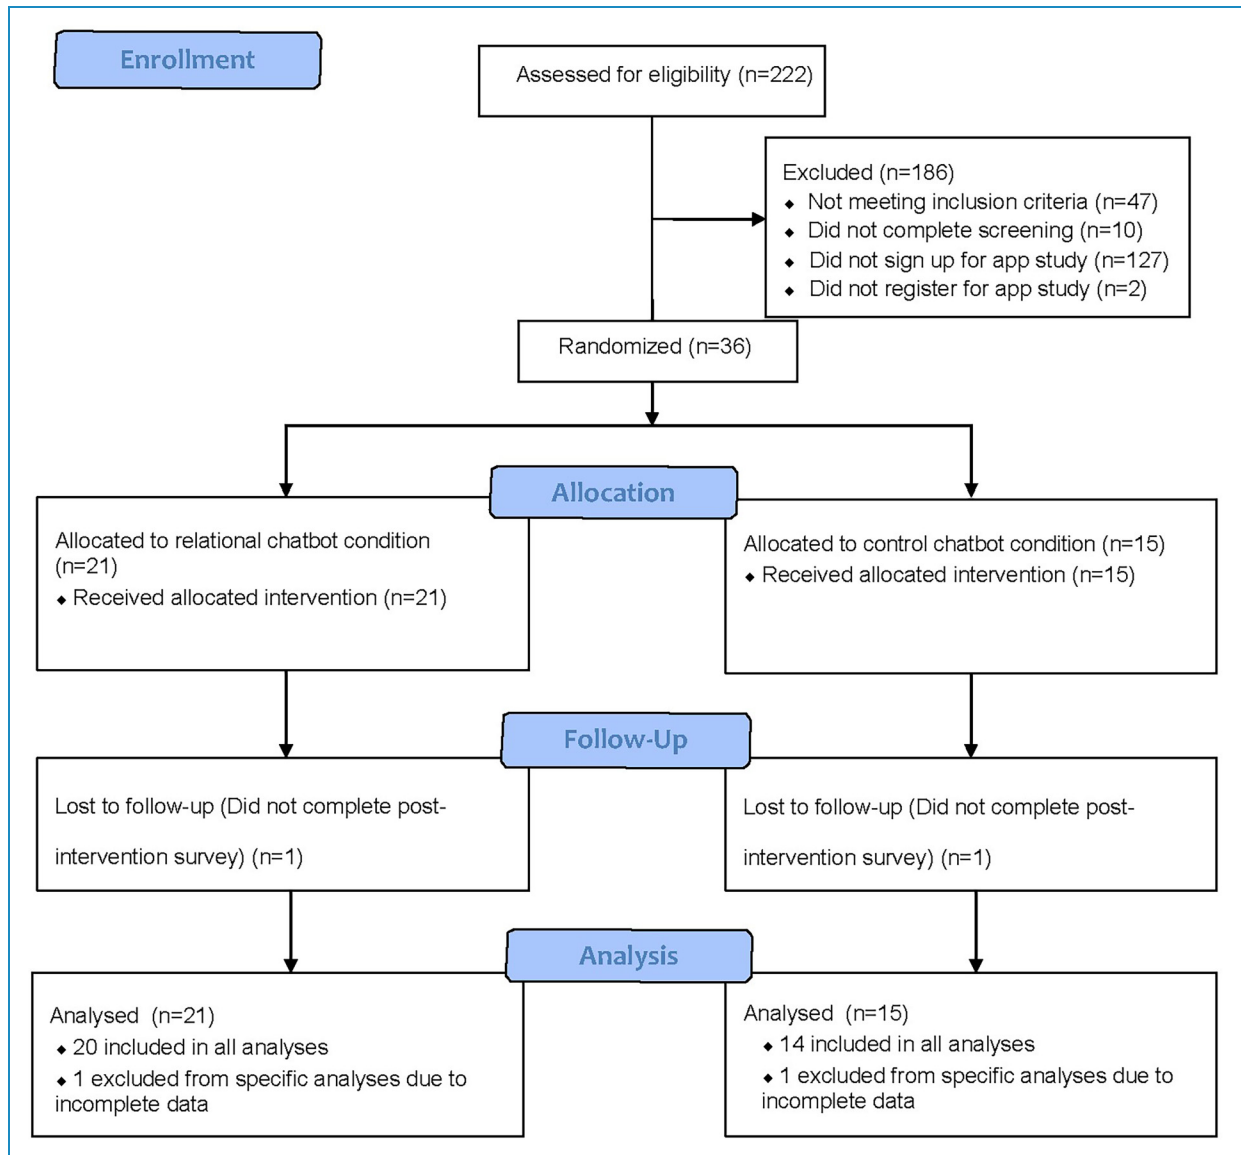 Enrollment
Assessed for eligibility (n=222)
Excluded (n=186)
⬥ Not meeting inclusion criteria (n=47)
⬥ Did not complete screening (n=10)
⬥ Did not sign up for app study (n=127)
⬥ Did not register for app study (n=2)
Randomized (n=36)
Allocation
Allocated to relational chatbot condition
(n=21)
⬥ Received allocated intervention (n=21)
Allocated to control chatbot condition (n=15)
⬥ Received allocated intervention (n=15)
Follow-Up
Lost to follow-up (Did not complete post-
intervention survey) (n=1)
Lost to follow-up (Did not complete post-
intervention survey) (n=1)
Analysis
Analysed (n=21)
⬥ 20 included in all analyses
⬥ 1 excluded from specific analyses due to
incomplete data
Analysed (n=15)
⬥ 14 included in all analyses
⬥ 1 excluded from specific analyses due to
incomplete data